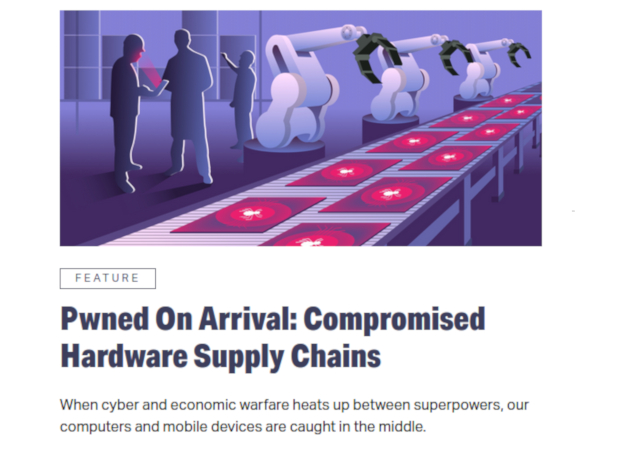 FEATURE
Pwned On Arrival: Compromised
Hardware Supply Chains
When cyber and economic warfare heats up between superpowers, our
computers and mobile devices are caught in the middle.